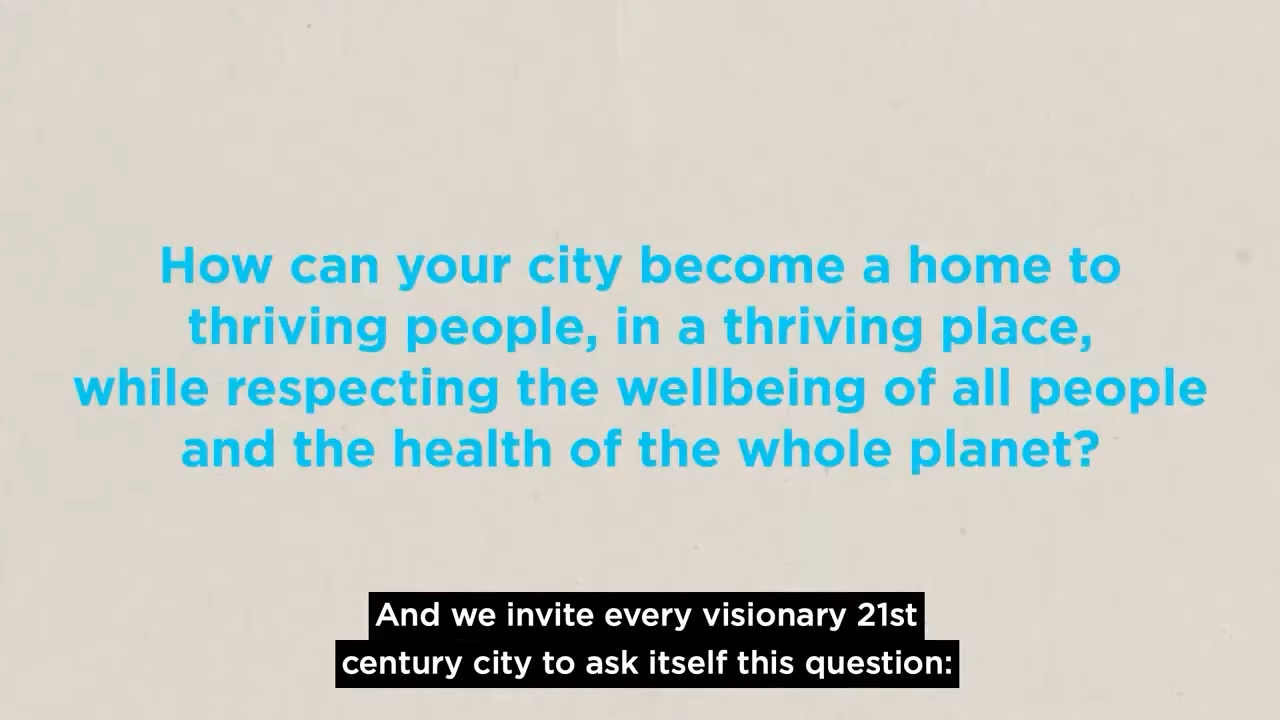 How can your city become a home to
thriving people, in a thriving place,
while respecting the wellbeing of all people
and the health of the whole planet?
And we invite every visionary 21st
century city to ask itself this question: